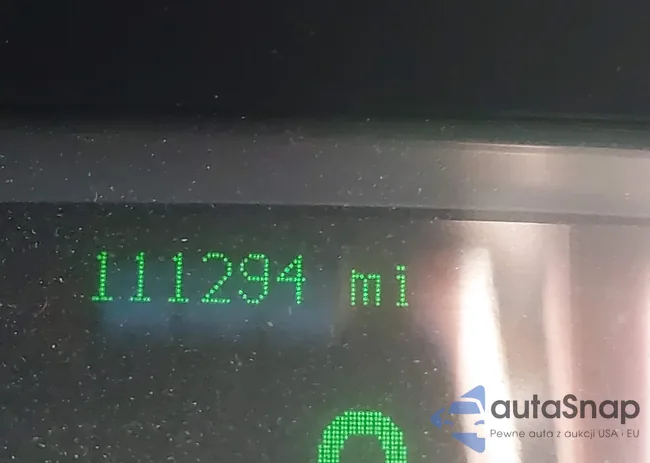 111294 mi
autaSnap
Pewne auta z aukcji USA i EU